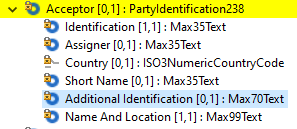 Acceptor [0,1] : PartyIdentification238
Identification [1,1] : Max35Text
Assigner [0,1] : Max35Text
Country [0,1] : ISO3NumericCountryCode
Short Name [0,1] : Max35Text
Additional Identification [0,1] : Max70Text
Name And Location [1,1] : Max99Text